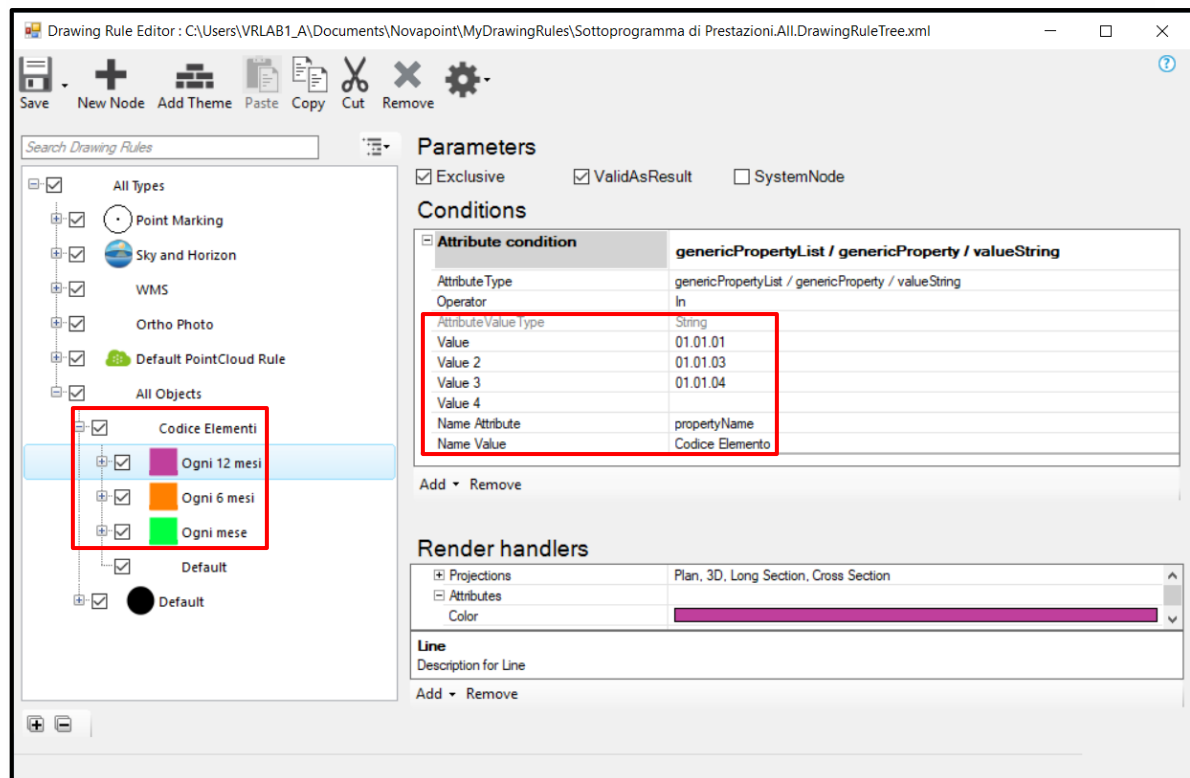 Drawing Rule Editor : C:\Users\VRLAB1_A\Documents\Novapoint\MyDrawingRules\Sottoprogramma di Prestazioni.All.DrawingRuleTree.xml
Save New Node Add Theme Paste Copy Cut Remove
?
Search Drawing Rules
All Types
Point Marking
Sky and Horizon
WMS
Ortho Photo
Default PointCloud Rule
All Objects
Codice Elementi
Ogni 12 mesi
Ogni 6 mesi
Ogni mese
Default
Default
Parameters
Exclusive ValidAsResult SystemNode
Conditions
Attribute condition genericPropertyList / genericProperty / valueString
AttributeType genericPropertyList / genericProperty / valueString
Operator In
AttributeValueType String
Value 01.01.01
Value 2 01.01.03
Value 3 01.01.04
Value 4
Name Attribute propertyName
Name Value Codice Elemento
Add Remove
Render handlers
Projections Plan, 3D, Long Section, Cross Section
Attributes
Color
Line
Description for Line
Add Remove